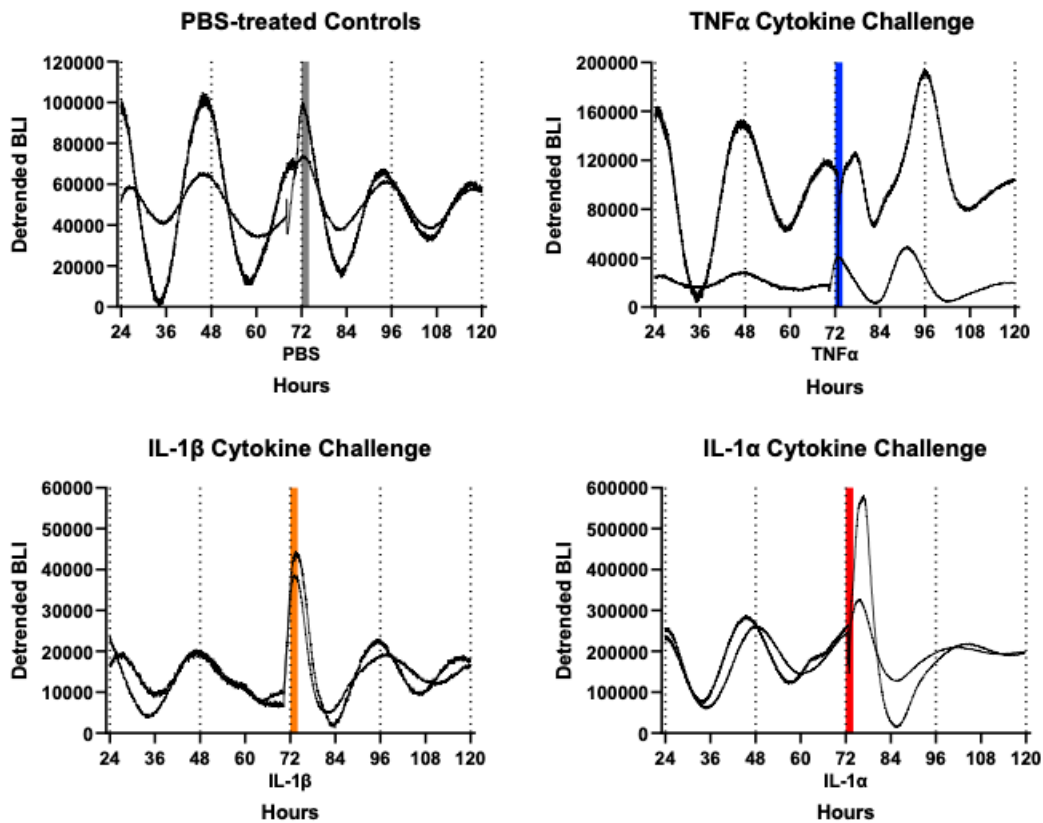 PBS-treated Controls
120000
100000
80000
60000
40000
20000
0
Detrended BLI
24 36 48 60 72 84 96 108 120
PBS
Hours
TNFα Cytokine Challenge
200000
160000
120000
80000
40000
0
Detrended BLI
24 36 48 60 72 84 96 108 120
TNFα
Hours
IL-1β Cytokine Challenge
60000
50000
40000
30000
20000
10000
0
Detrended BLI
24 36 48 60 72 84 96 108 120
IL-1β
Hours
IL-1α Cytokine Challenge
600000
500000
400000
300000
200000
100000
0
Detrended BLI
24 36 48 60 72 84 96 108 120
IL-1α
Hours